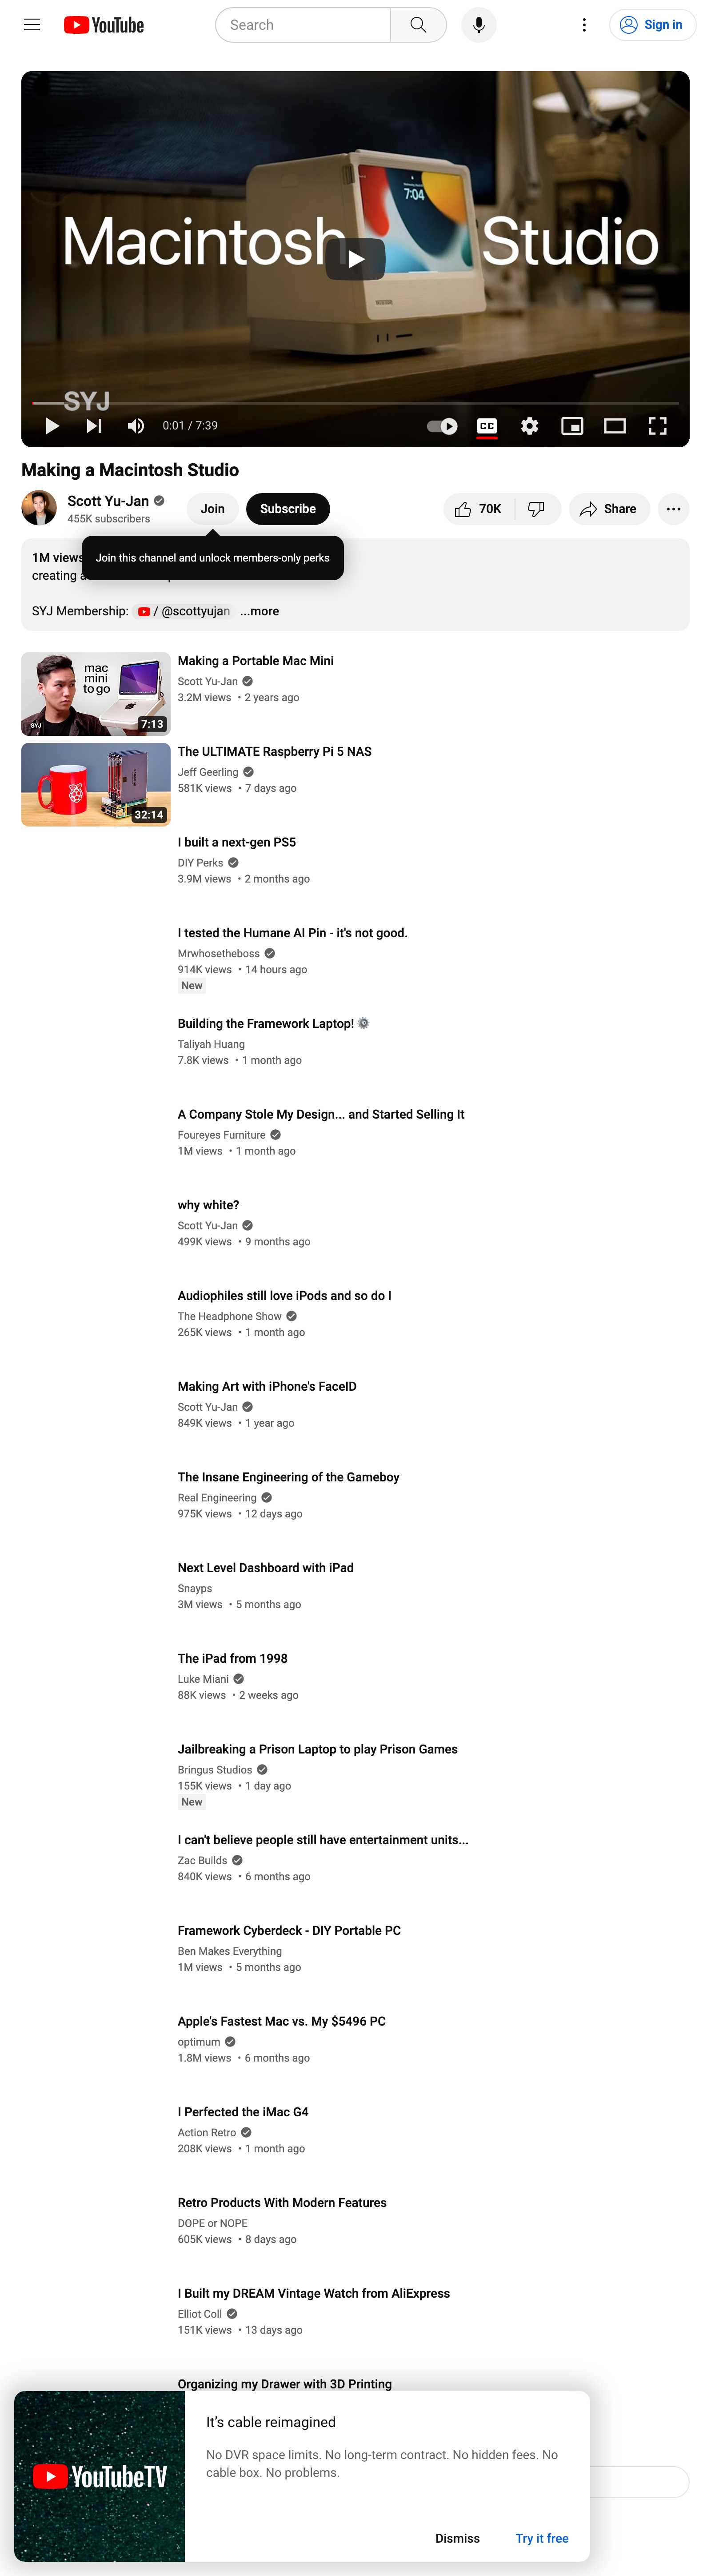 YouTube
Search
Sign in
7:04
Macintosh Studio
SYJ
0:01 / 7:39
CC
Making a Macintosh Studio
Scott Yu-Jan
455K subscribers
Join
Subscribe
70K
Share
1M views
Join this channel and unlock members-only perks
creating a
SYJ Membership: / @scottyujan ...more
mac
mini
to go
SYJ
7:13
Making a Portable Mac Mini
Scott Yu-Jan
3.2M views • 2 years ago
32:14
The ULTIMATE Raspberry Pi 5 NAS
Jeff Geerling
581K views • 7 days ago
I built a next-gen PS5
DIY Perks
3.9M views • 2 months ago
I tested the Humane AI Pin - it's not good.
Mrwhosetheboss
914K views • 14 hours ago
New
Building the Framework Laptop! ⚙️
Taliyah Huang
7.8K views • 1 month ago
A Company Stole My Design... and Started Selling It
Foureyes Furniture
1M views • 1 month ago
why white?
Scott Yu-Jan
499K views • 9 months ago
Audiophiles still love iPods and so do I
The Headphone Show
265K views • 1 month ago
Making Art with iPhone's FaceID
Scott Yu-Jan
849K views • 1 year ago
The Insane Engineering of the Gameboy
Real Engineering
975K views • 12 days ago
Next Level Dashboard with iPad
Snayps
3M views • 5 months ago
The iPad from 1998
Luke Miani
88K views • 2 weeks ago
Jailbreaking a Prison Laptop to play Prison Games
Bringus Studios
155K views • 1 day ago
New
I can't believe people still have entertainment units...
Zac Builds
840K views • 6 months ago
Framework Cyberdeck - DIY Portable PC
Ben Makes Everything
1M views • 5 months ago
Apple's Fastest Mac vs. My $5496 PC
optimum
1.8M views • 6 months ago
I Perfected the iMac G4
Action Retro
208K views • 1 month ago
Retro Products With Modern Features
DOPE or NOPE
605K views • 8 days ago
I Built my DREAM Vintage Watch from AliExpress
Elliot Coll
151K views • 13 days ago
Organizing my Drawer with 3D Printing
YouTubeTV
It's cable reimagined
No DVR space limits. No long-term contract. No hidden fees. No
cable box. No problems.
Dismiss
Try it free